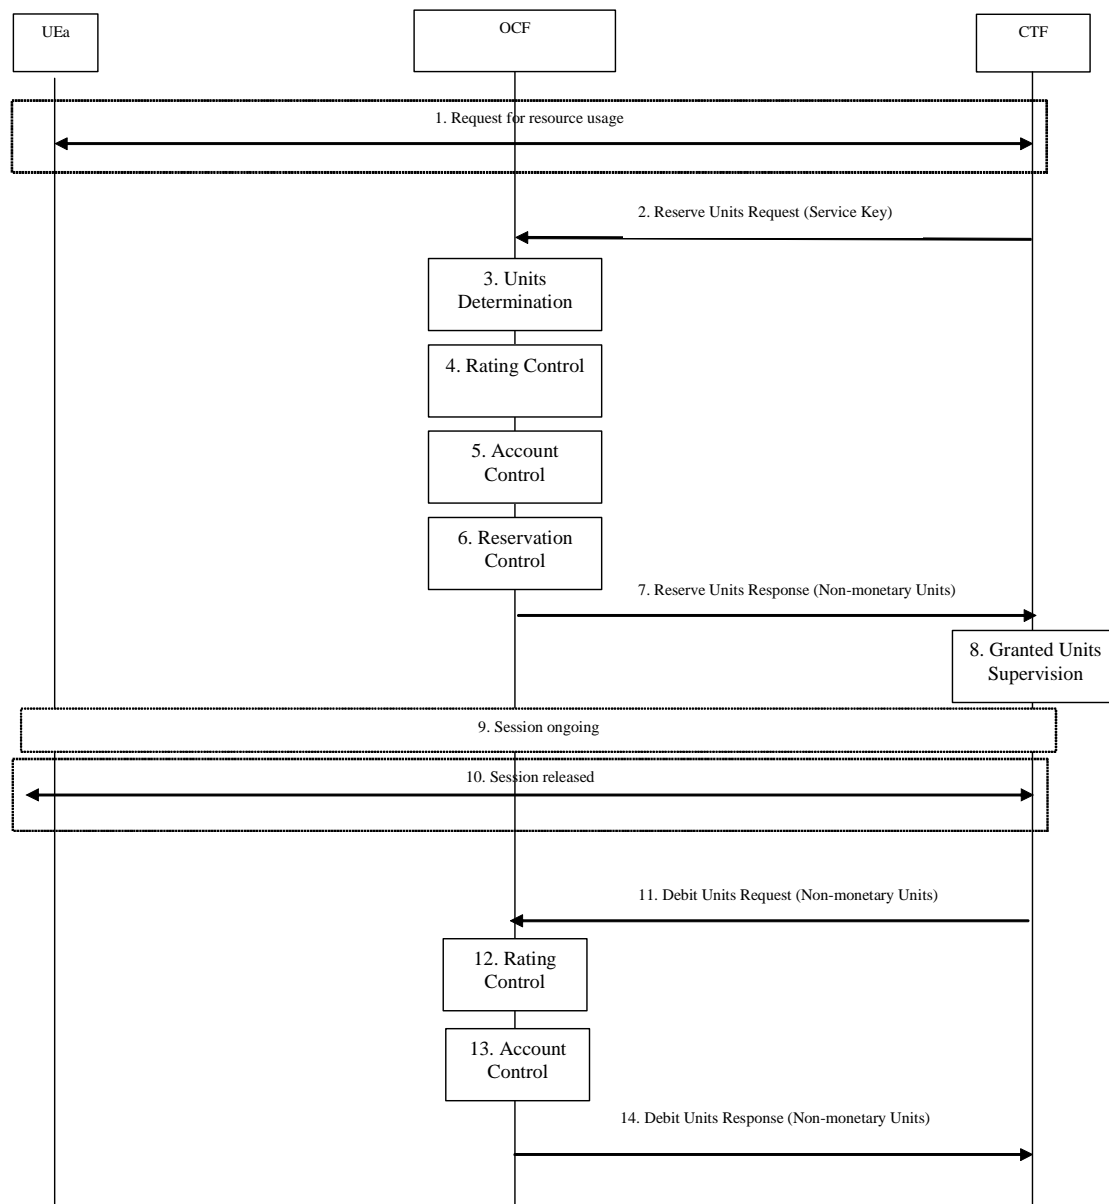 UEa
OCF
CTF
1. Request for resource usage
2. Reserve Units Request (Service Key)
3. Units
Determination
4. Rating Control
5. Account
Control
6. Reservation
Control
7. Reserve Units Response (Non-monetary Units)
8. Granted Units
Supervision
9. Session ongoing
10. Session released
11. Debit Units Request (Non-monetary Units)
12. Rating
Control
13. Account
Control
14. Debit Units Response (Non-monetary Units)